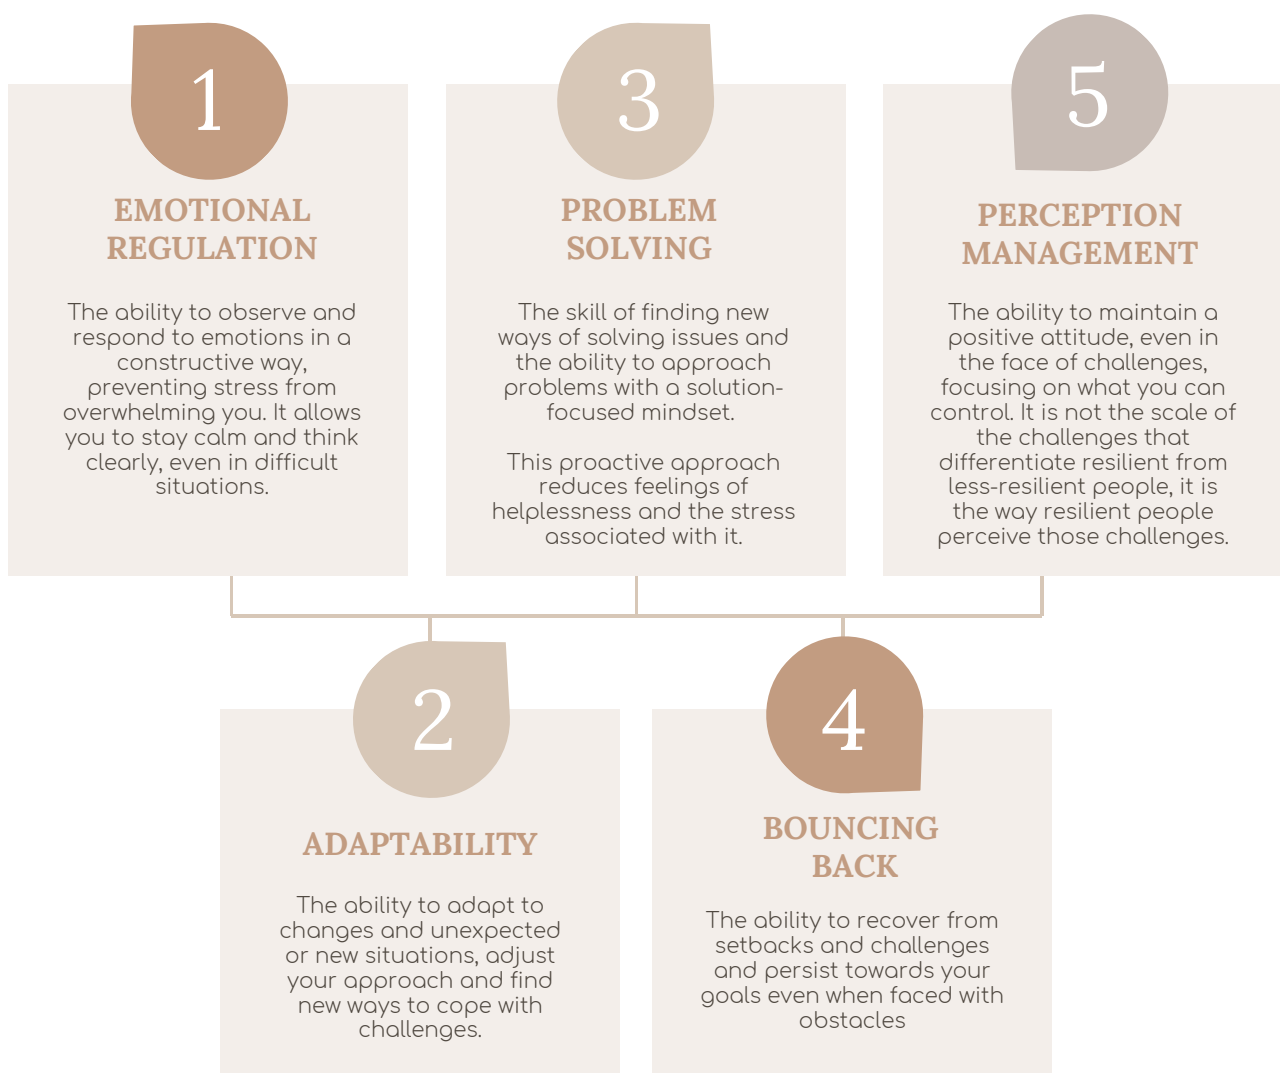 1
EMOTIONAL
REGULATION
The ability to observe and
respond to emotions in a
constructive way,
preventing stress from
overwhelming you. It allows
you to stay calm and think
clearly, even in difficult
situations.
3
PROBLEM
SOLVING
The skill of finding new
ways of solving issues and
the ability to approach
problems with a solution-
focused mindset.
This proactive approach
reduces feelings of
helplessness and the stress
associated with it.
5
PERCEPTION
MANAGEMENT
The ability to maintain a
positive attitude, even in
the face of challenges,
focusing on what you can
control. It is not the scale of
the challenges that
differentiate resilient from
less-resilient people, it is
the way resilient people
perceive those challenges.
2
ADAPTABILITY
The ability to adapt to
changes and unexpected
or new situations, adjust
your approach and find
new ways to cope with
challenges.
4
BOUNCING
BACK
The ability to recover from
setbacks and challenges
and persist towards your
goals even when faced with
obstacles